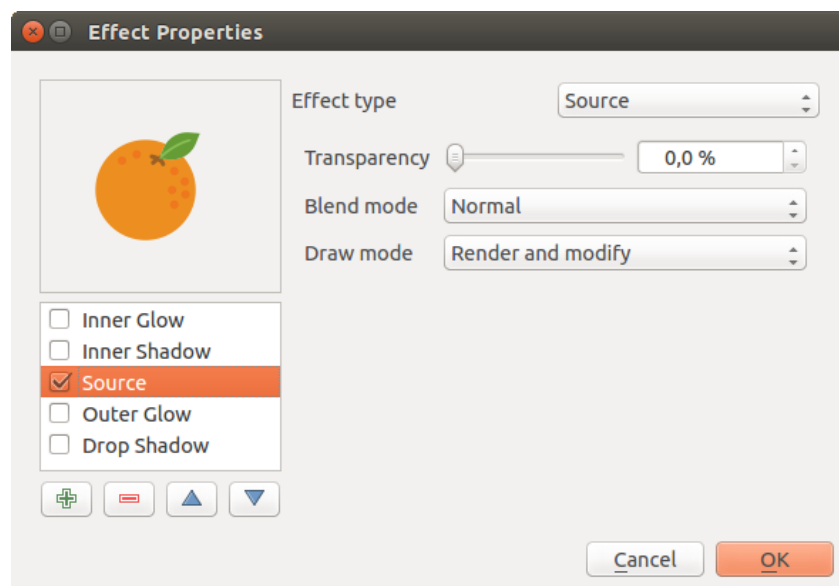 Effect Properties
Effect type Source
Transparency 0,0 %
Blend mode Normal
Draw mode Render and modify
Inner Glow
Inner Shadow
Source
Outer Glow
Drop Shadow
Cancel OK